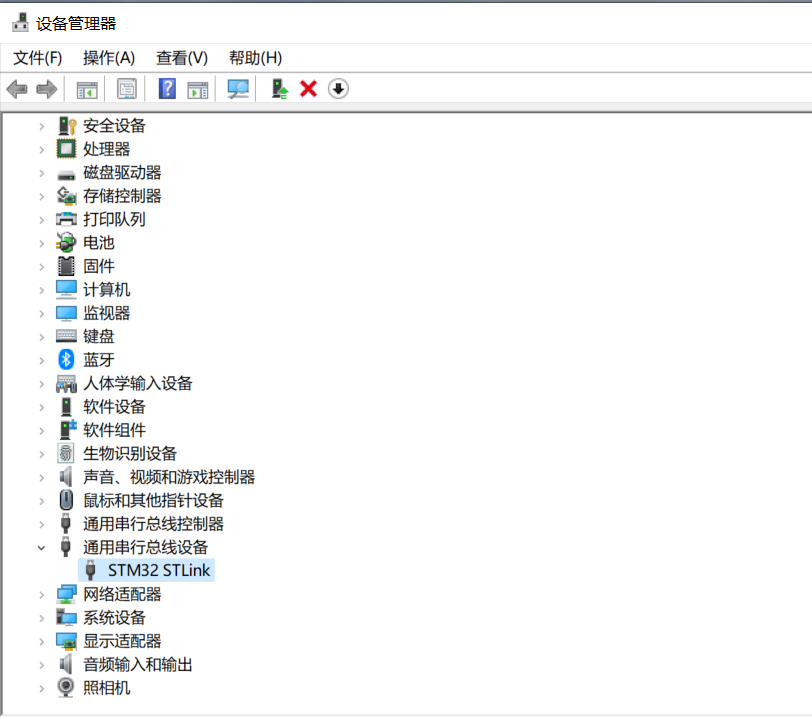 设备管理器
文件(F) 操作(A) 查看(V) 帮助(H)
安全设备
处理器
磁盘驱动器
存储控制器
打印队列
电池
固件
计算机
监视器
键盘
蓝牙
人体学输入设备
软件设备
软件组件
生物识别设备
声音、视频和游戏控制器
鼠标和其他指针设备
通用串行总线控制器
通用串行总线设备
STM32 STLink
网络适配器
系统设备
显示适配器
音频输入和输出
照相机